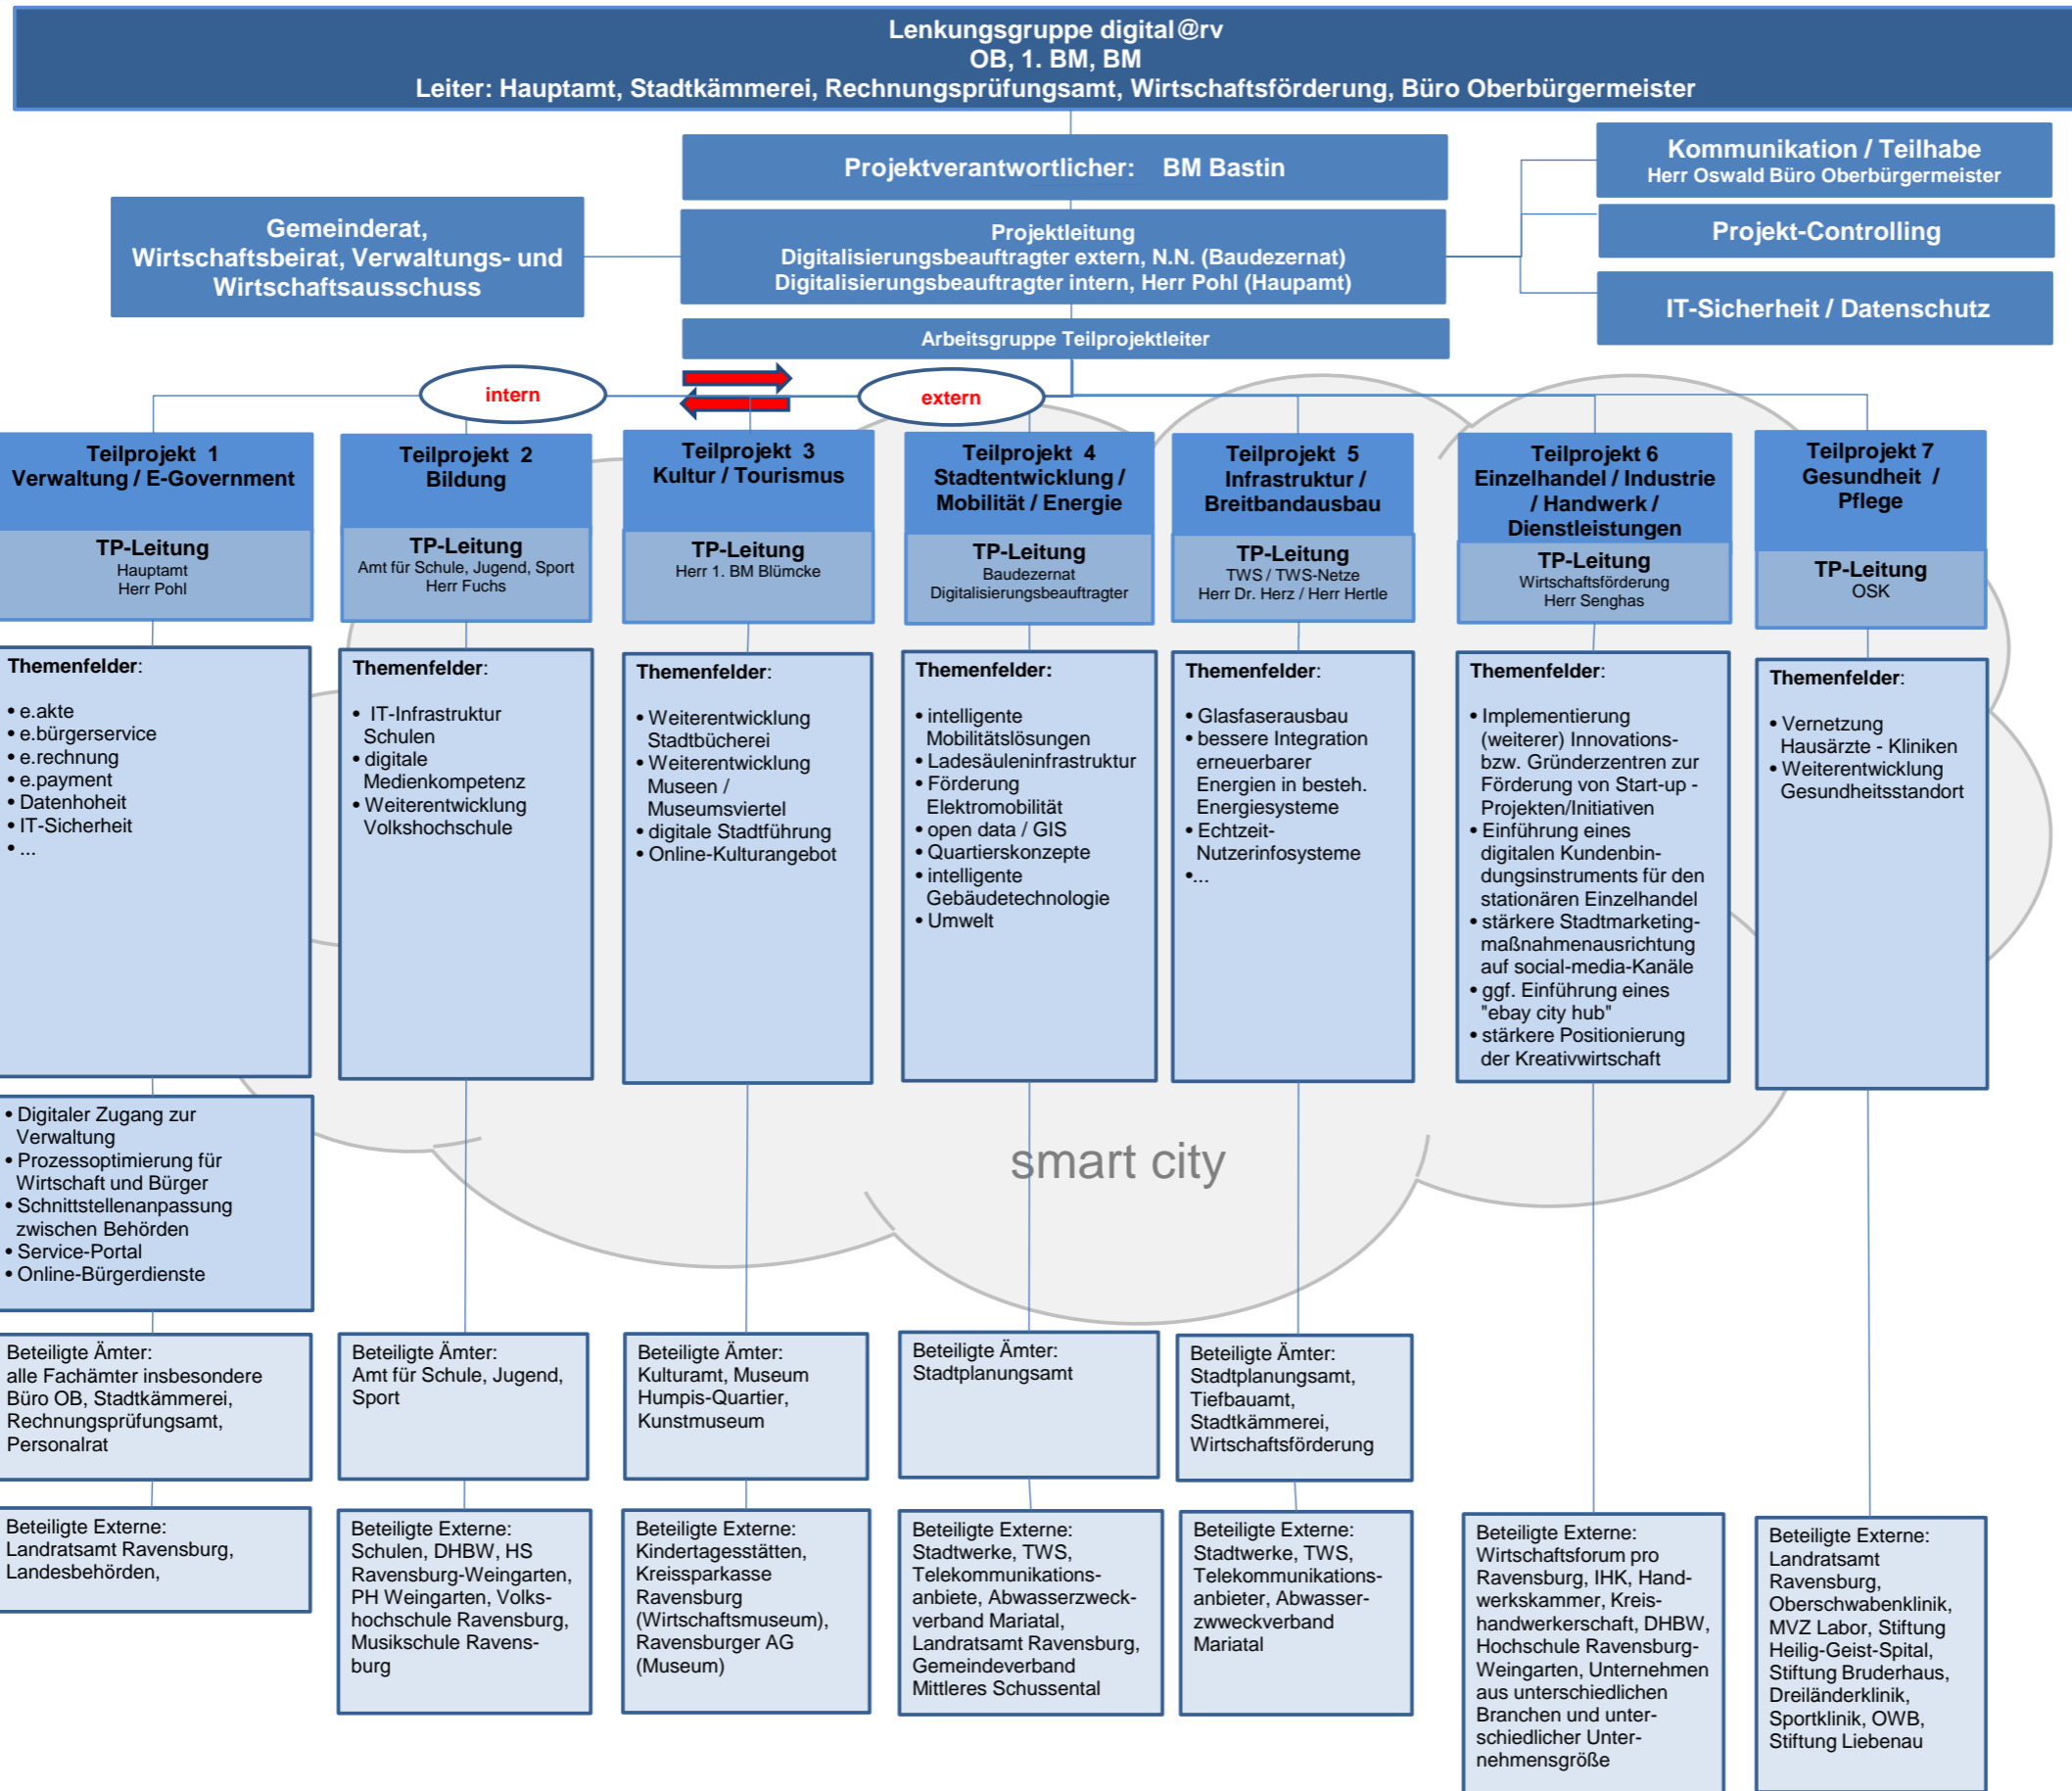 Lenkungsgruppe digital@rv
OB, 1. BM, BM
Leiter: Hauptamt, Stadtkämmerei, Rechnungsprüfungsamt, Wirtschaftsförderung, Büro Oberbürgermeister
Projektverantwortlicher: BM Bastin
Kommunikation / Teilhabe
Herr Oswald Büro Oberbürgermeister
Gemeinderat,
Wirtschaftsbeirat, Verwaltungs- und
Wirtschaftsausschuss
Projektleitung
Digitalisierungsbeauftragter extern, N.N. (Baudezernat)
Digitalisierungsbeauftragter intern, Herr Pohl (Haupamt)
Projekt-Controlling
IT-Sicherheit / Datenschutz
Arbeitsgruppe Teilprojektleiter
intern
extern
Teilprojekt 1
Verwaltung / E-Government
TP-Leitung
Hauptamt
Herr Pohl
Themenfelder:
• e.akte
• e.bürgerservice
• e.rechnung
• e.payment
• Datenhoheit
• IT-Sicherheit
• ...
• Digitaler Zugang zur
Verwaltung
• Prozessoptimierung für
Wirtschaft und Bürger
• Schnittstellenanpassung
zwischen Behörden
• Service-Portal
• Online-Bürgerdienste
Beteiligte Ämter:
alle Fachämter insbesondere
Büro OB, Stadtkämmerei,
Rechnungsprüfungsamt,
Personalrat
Beteiligte Externe:
Landratsamt Ravensburg,
Landesbehörden,
Teilprojekt 2
Bildung
TP-Leitung
Amt für Schule, Jugend, Sport
Herr Fuchs
Themenfelder:
• IT-Infrastruktur
Schulen
• digitale
Medienkompetenz
• Weiterentwicklung
Volkshochschule
Beteiligte Ämter:
Amt für Schule, Jugend,
Sport
Beteiligte Externe:
Schulen, DHBW, HS
Ravensburg-Weingarten,
PH Weingarten, Volks-
hochschule Ravensburg,
Musikschule Ravens-
burg
Teilprojekt 3
Kultur / Tourismus
TP-Leitung
Herr 1. BM Blümcke
Themenfelder:
• Weiterentwicklung
Stadtbücherei
• Weiterentwicklung
Museen /
Museumsviertel
• digitale Stadtführung
• Online-Kulturangebot
Beteiligte Ämter:
Kulturamt, Museum
Humpis-Quartier,
Kunstmuseum
Beteiligte Externe:
Kindertagesstätten,
Kreissparkasse
Ravensburg
(Wirtschaftsmuseum),
Ravensburger AG
(Museum)
Teilprojekt 4
Stadtentwicklung /
Mobilität / Energie
TP-Leitung
Baudezernat
Digitalisierungsbeauftragter
Themenfelder:
• intelligente
Mobilitätslösungen
• Ladesäuleninfrastruktur
• Förderung
Elektromobilität
• open data / GIS
• Quartierskonzepte
• intelligente
Gebäudetechnologie
• Umwelt
smart city
Beteiligte Ämter:
Stadtplanungsamt
Beteiligte Externe:
Stadtwerke, TWS,
Telekommunikations-
anbiete, Abwasserzweck-
verband Mariatal,
Landratsamt Ravensburg,
Gemeindeverband
Mittleres Schussental
Teilprojekt 5
Infrastruktur /
Breitbandausbau
TP-Leitung
TWS / TWS-Netze
Herr Dr. Herz / Herr Hertle
Themenfelder:
• Glasfaserausbau
• bessere Integration
erneuerbarer
Energien in besteh.
Energiesysteme
• Echtzeit-
Nutzerinfosysteme
•...
Beteiligte Ämter:
Stadtplanungsamt,
Tiefbauamt,
Stadtkämmerei,
Wirtschaftsförderung
Beteiligte Externe:
Stadtwerke, TWS,
Telekommunikations-
anbieter, Abwasser-
zwweckverband
Mariatal
Teilprojekt 6
Einzelhandel / Industrie
/ Handwerk /
Dienstleistungen
TP-Leitung
Wirtschaftsförderung
Herr Senghas
Themenfelder:
• Implementierung
(weiterer) Innovations-
bzw. Gründerzentren zur
Förderung von Start-up -
Projekten/Initiativen
• Einführung eines
digitalen Kundenbin-
dungsinstruments für den
stationären Einzelhandel
• stärkere Stadtmarketing-
maßnahmenausrichtung
auf social-media-Kanäle
• ggf. Einführung eines
"ebay city hub"
• stärkere Positionierung
der Kreativwirtschaft
Beteiligte Externe:
Wirtschaftsforum pro
Ravensburg, IHK, Hand-
werkskammer, Kreis-
handwerkerschaft, DHBW,
Hochschule Ravensburg-
Weingarten, Unternehmen
aus unterschiedlichen
Branchen und unter-
schiedlicher Unter-
nehmensgröße
Teilprojekt 7
Gesundheit /
Pflege
TP-Leitung
OSK
Themenfelder:
• Vernetzung
Hausärzte - Kliniken
• Weiterentwicklung
Gesundheitsstandort
Beteiligte Externe:
Landratsamt
Ravensburg,
Oberschwabenklinik,
MVZ Labor, Stiftung
Heilig-Geist-Spital,
Stiftung Bruderhaus,
Dreiländerklinik,
Sportklinik, OWB,
Stiftung Liebenau